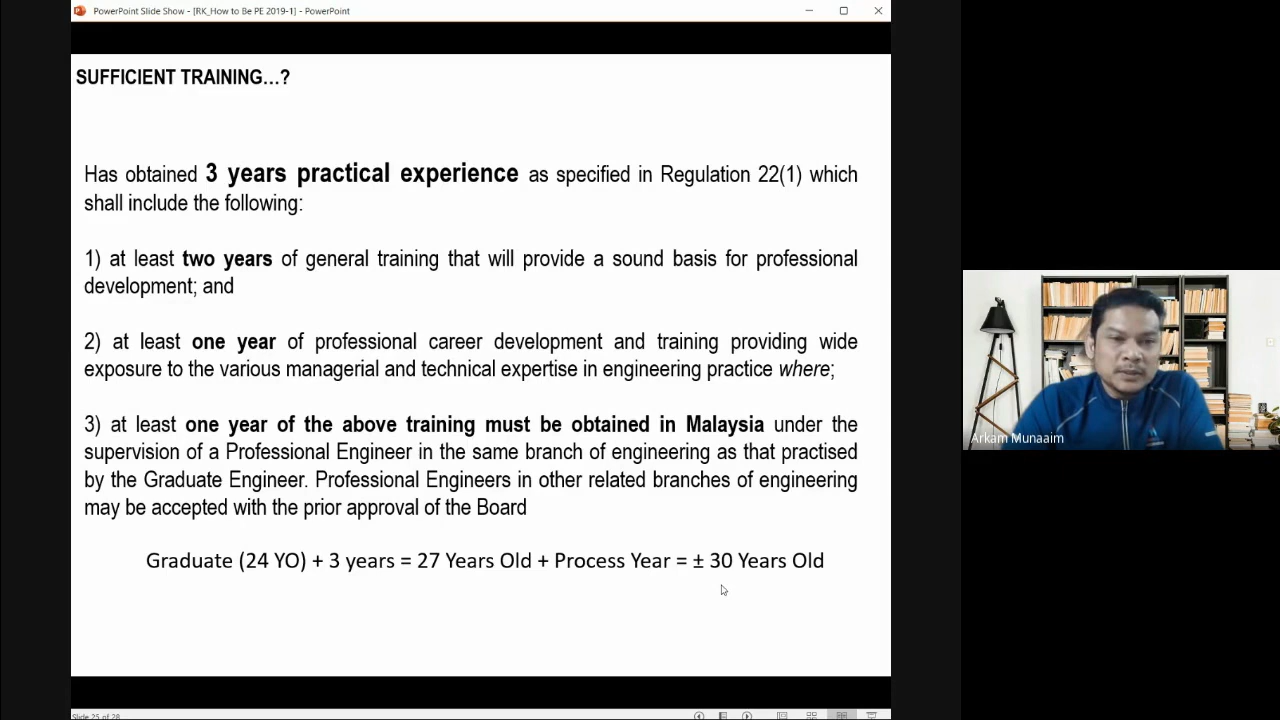 PowerPoint Slide Show - [RK_How to Be PE 2019-1] - PowerPoint
SUFFICIENT TRAINING...?
Has obtained 3 years practical experience as specified in Regulation 22(1) which
shall include the following:
1) at least two years of general training that will provide a sound basis for professional
development; and
2) at least one year of professional career development and training providing wide
exposure to the various managerial and technical expertise in engineering practice where;
3) at least one year of the above training must be obtained in Malaysia under the
supervision of a Professional Engineer in the same branch of engineering as that practised
by the Graduate Engineer. Professional Engineers in other related branches of engineering
may be accepted with the prior approval of the Board
Graduate (24 YO) + 3 years = 27 Years Old + Process Year = ± 30 Years Old
Slide 25 of 28
Arkam Munaaim